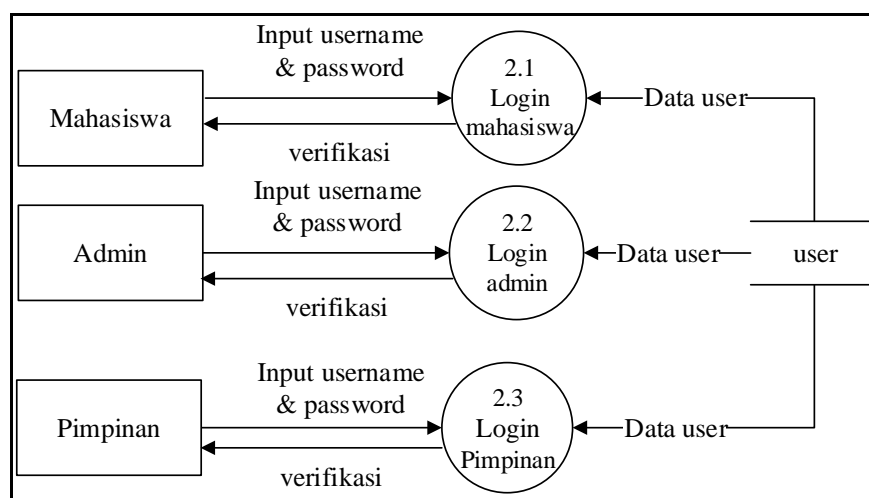 Input username
& password
Mahasiswa
2.1
Login
mahasiswa
Data user
verifikasi
Input username
& password
Admin
2.2
Login
admin
Data user
user
verifikasi
Input username
& password
Pimpinan
2.3
Login
Pimpinan
Data user
verifikasi